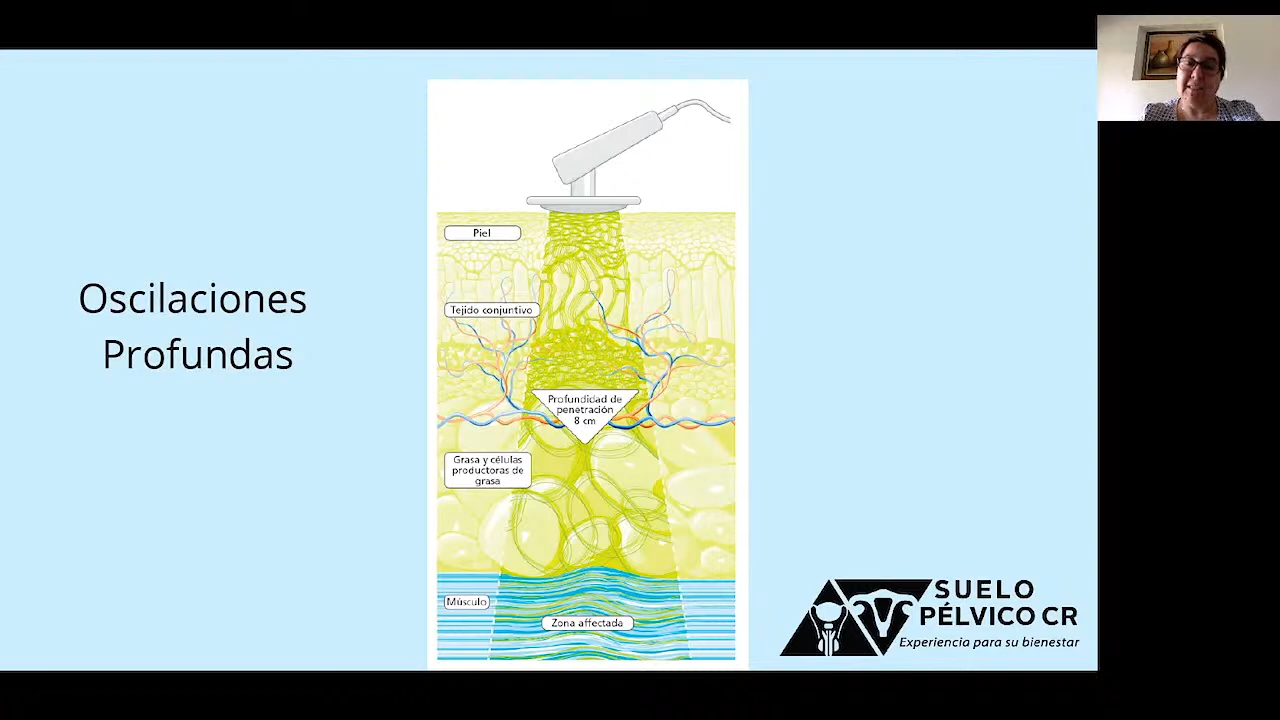 Oscilaciones
Profundas
Piel
Tejido conjuntivo
Profundidad de
penetración
8 cm
Grasa y células
productoras de
grasa
Músculo
Zona affectada
SUELO
PÉLVICO CR
Experiencia para su bienestar